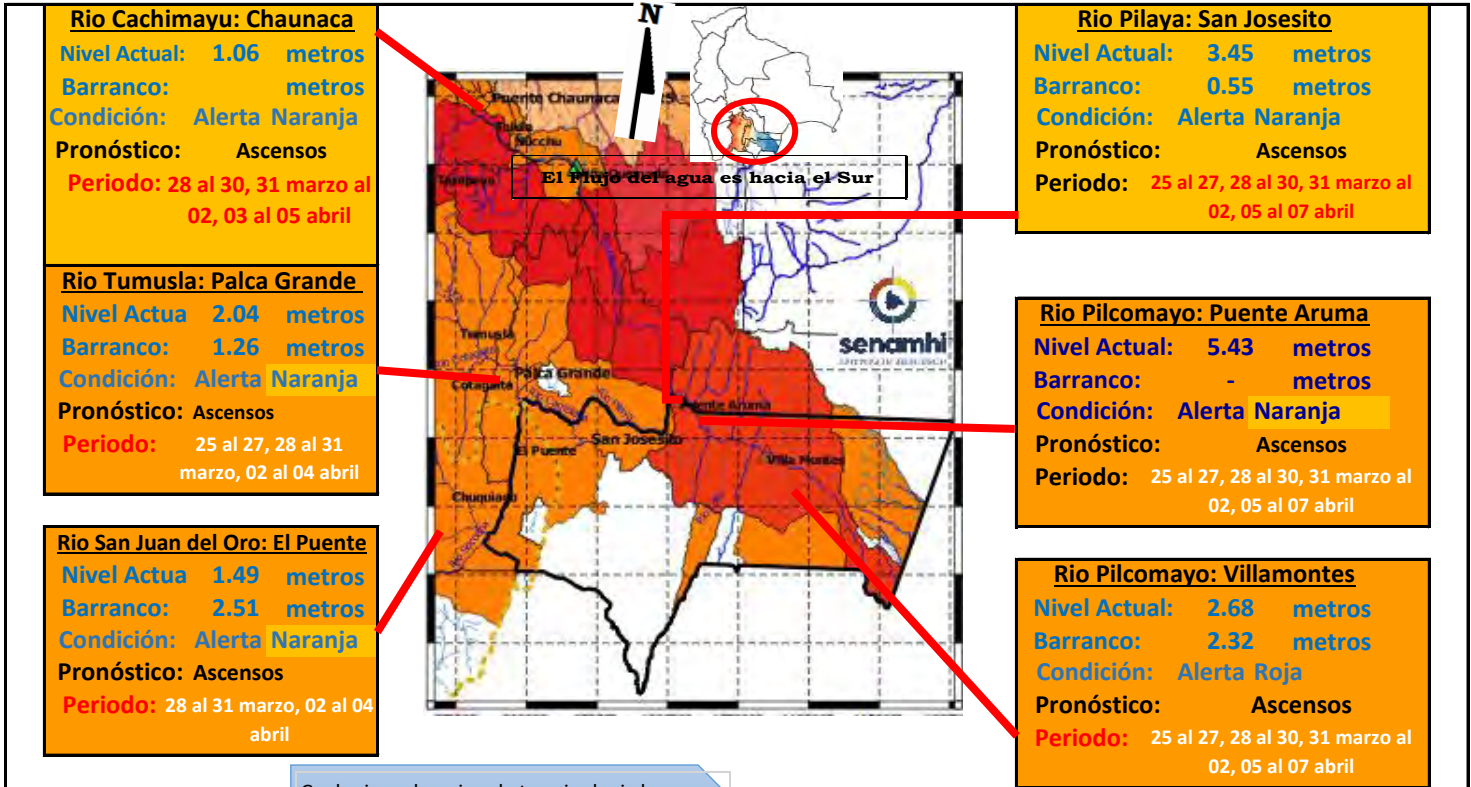 Rio Cachimayu: Chaunaca
Nivel Actual: 1.06 metros
Barranco: metros
Condición: Alerta Naranja
Pronóstico: Ascensos
Periodo: 28 al 30, 31 marzo al
02, 03 al 05 abril
Rio Tumusla: Palca Grande
Nivel Actua 2.04 metros
Barranco: 1.26 metros
Condición: Alerta Naranja
Pronóstico: Ascensos
Periodo: 25 al 27, 28 al 31
marzo, 02 al 04 abril
Rio San Juan del Oro: El Puente
Nivel Actua 1.49 metros
Barranco: 2.51 metros
Condición: Alerta Naranja
Pronóstico: Ascensos
Periodo: 28 al 31 marzo, 02 al 04
abril
N
Puente Chaunaca
El Flujo del agua es hacia el Sur
senamhi
Tumusla
Palca Grande
Cotagaita
Puente Aruma
San Josesito
El Puente
Villa Montes
Rio Pilaya: San Josesito
Nivel Actual: 3.45 metros
Barranco: 0.55 metros
Condición: Alerta Naranja
Pronóstico: Ascensos
Periodo: 25 al 27, 28 al 30, 31 marzo al
02, 05 al 07 abril
Rio Pilcomayo: Puente Aruma
Nivel Actual: 5.43 metros
Barranco: - metros
Condición: Alerta Naranja
Pronóstico: Ascensos
Periodo: 25 al 27, 28 al 30, 31 marzo al
02, 05 al 07 abril
Rio Pilcomayo: Villamontes
Nivel Actual: 2.68 metros
Barranco: 2.32 metros
Condición: Alerta Roja
Pronóstico: Ascensos
Periodo: 25 al 27, 28 al 30, 31 marzo al
02, 05 al 07 abril